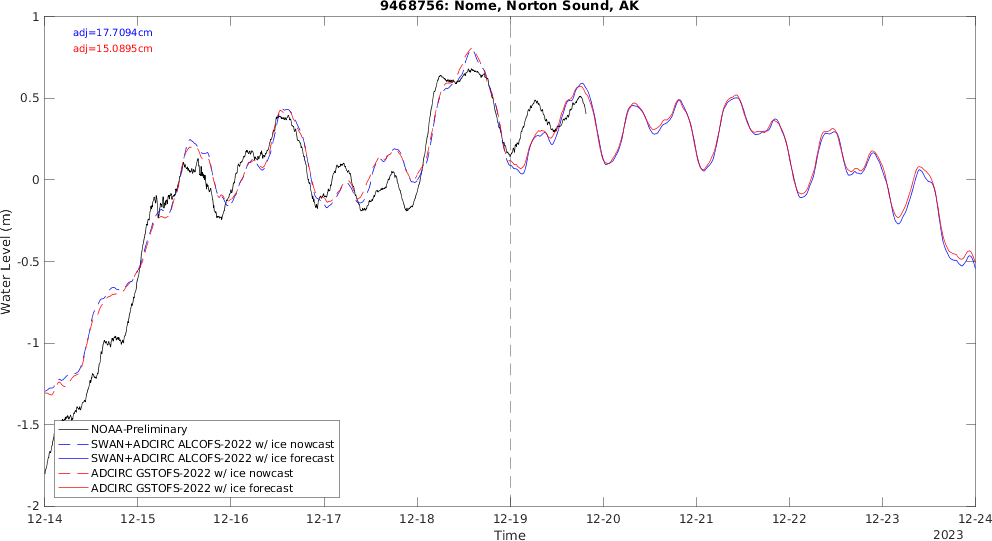 9468756: Nome, Norton Sound, AK
adj=17.7094cm
adj=15.0895cm
Water Level (m)
1
0.5
0
-0.5
-1
-1.5
-2
NOAA-Preliminary
SWAN+ADCIRC ALCOFS-2022 w/ ice nowcast
SWAN+ADCIRC ALCOFS-2022 w/ ice forecast
ADCIRC GSTOFS-2022 w/ ice nowcast
ADCIRC GSTOFS-2022 w/ ice forecast
12-14 12-15 12-16 12-17 12-18 12-19 12-20 12-21 12-22 12-23 12-24
Time
2023